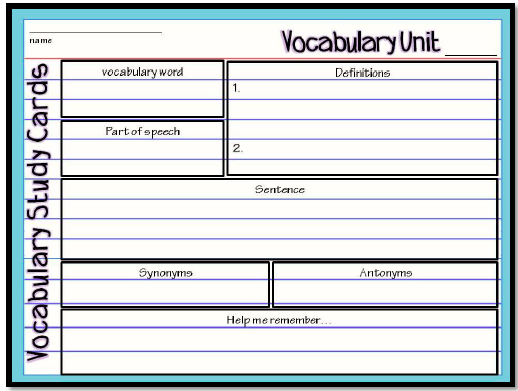 name
Vocabulary Unit
Vocabulary Study Cards
vocabulary word
Definitions
1.
Part of speech
2.
Sentence
Synonyms
Antonyms
Help me remember...